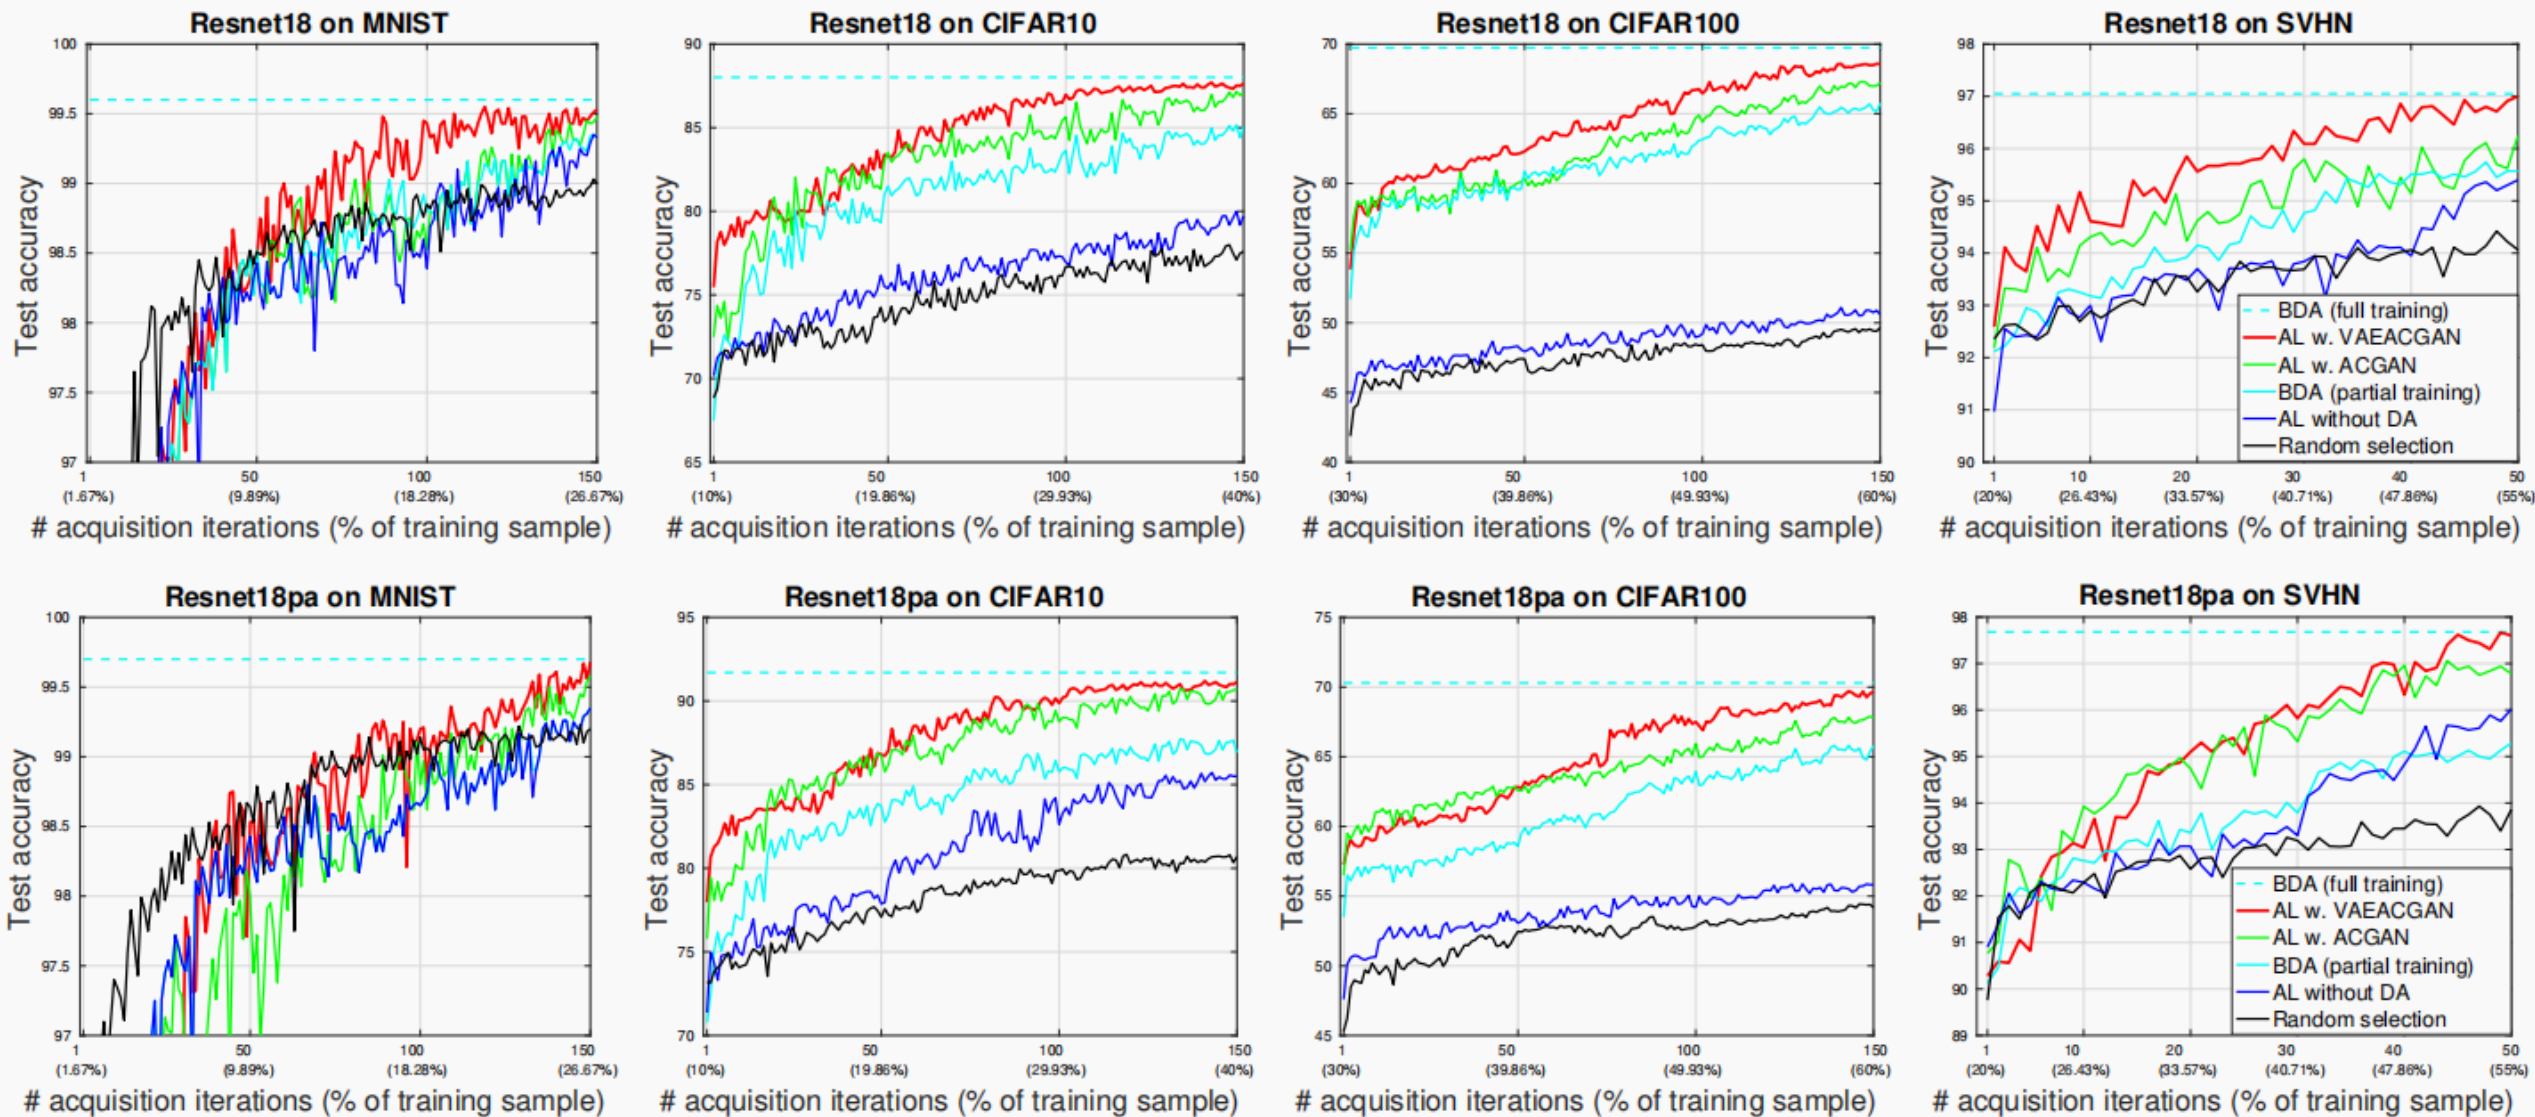 Resnet18 on MNIST
100
99.5
99
98.5
98
97.5
97
Test accuracy
1 50 100 150
(1.67%) (9.89%) (18.28%) (26.67%)
# acquisition iterations (% of training sample)
Resnet18 on CIFAR10
90
85
80
75
70
65
Test accuracy
1 50 100 150
(10%) (19.86%) (29.93%) (40%)
# acquisition iterations (% of training sample)
Resnet18 on CIFAR100
70
65
60
55
50
45
40
Test accuracy
1 50 100 150
(30%) (39.86%) (49.93%) (60%)
# acquisition iterations (% of training sample)
Resnet18 on SVHN
98
97
96
95
94
93
92
91
90
Test accuracy
BDA (full training)
AL w. VAEACGAN
AL w. ACGAN
BDA (partial training)
AL without DA
Random selection
1 10 20 30 40 50
(20%) (26.43%) (33.57%) (40.71%) (47.86%) (55%)
# acquisition iterations (% of training sample)
Resnet18pa on MNIST
100
99.5
99
98.5
98
97.5
97
Test accuracy
1 50 100 150
(1.67%) (9.89%) (18.28%) (26.67%)
# acquisition iterations (% of training sample)
Resnet18pa on CIFAR10
95
90
85
80
75
70
Test accuracy
1 50 100 150
(10%) (19.86%) (29.93%) (40%)
# acquisition iterations (% of training sample)
Resnet18pa on CIFAR100
75
70
65
60
55
50
45
Test accuracy
1 50 100 150
(30%) (39.86%) (49.93%) (60%)
# acquisition iterations (% of training sample)
Resnet18pa on SVHN
98
97
96
95
94
93
92
91
90
89
Test accuracy
BDA (full training)
AL w. VAEACGAN
AL w. ACGAN
BDA (partial training)
AL without DA
Random selection
1 10 20 30 40 50
(20%) (26.43%) (33.57%) (40.71%) (47.86%) (55%)
# acquisition iterations (% of training sample)